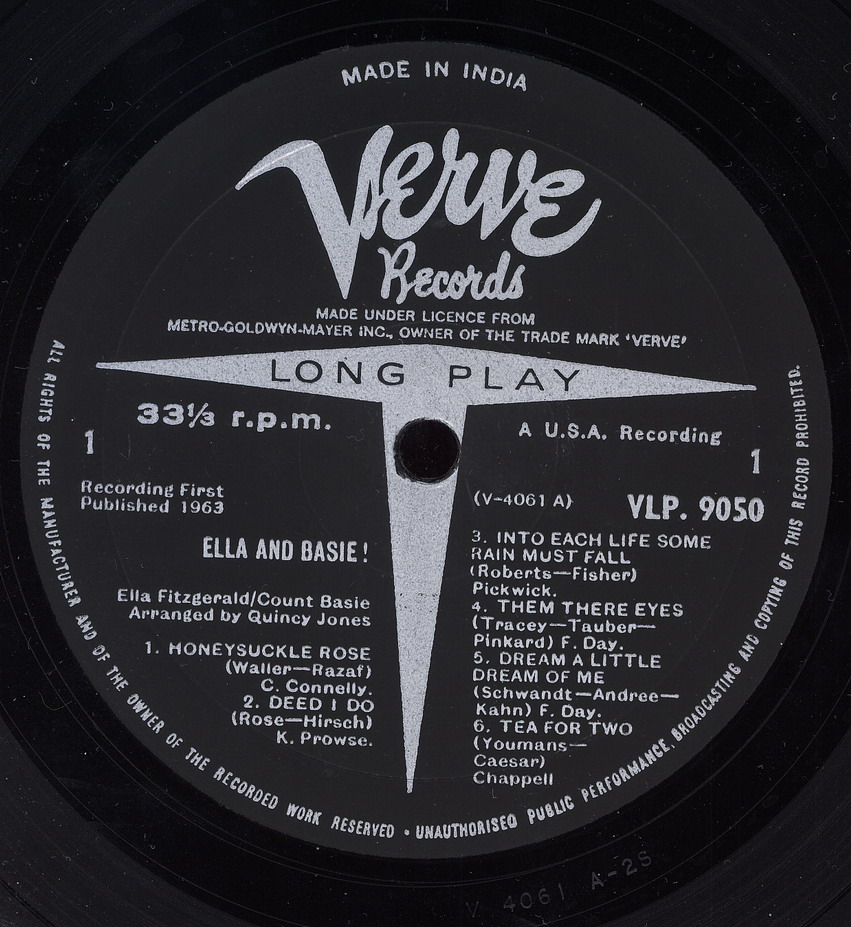 MADE IN INDIA
Verve
Records
MADE UNDER LICENCE FROM
METRO-GOLDWYN-MAYER INC., OWNER OF THE TRADE MARK 'VERVE'
LONG PLAY
33⅓ r.p.m.
1
Recording First
Published 1963
ELLA AND BASIE!
Ella Fitzgerald/Count Basie
Arranged by Quincy Jones
1. HONEYSUCKLE ROSE
(Waller—Razaf)
C. Connelly.
2. DEED I DO
(Rose—Hirsch)
K. Prowse.
A U.S.A. Recording
1
(V-4061 A) VLP. 9050
3. INTO EACH LIFE SOME
RAIN MUST FALL
(Roberts—Fisher)
Pickwick.
4. THEM THERE EYES
(Tracey—Tauber—
Pinkard) F. Day.
5. DREAM A LITTLE
DREAM OF ME
(Schwandt—Andree—
Kahn) F. Day.
6. TEA FOR TWO
(Youmans—
Caesar)
Chappell
ALL RIGHTS OF THE MANUFACTURER AND OF THE OWNER OF THE RECORDED WORK RESERVED • UNAUTHORISED PUBLIC PERFORMANCE, BROADCASTING AND COPYING OF THIS RECORD PROHIBITED.
V 4061 A-2S